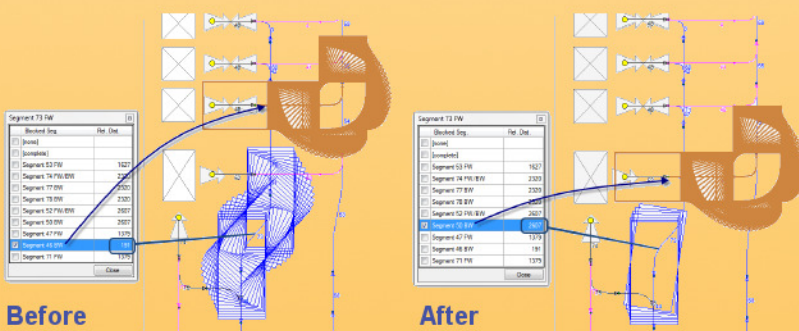 Segment 73 FW
Blocked Seg. Rel. Dist.
[none]
[complete]
Segment 53 FW 1627
Segment 74 FW/BW 2320
Segment 77 BW 2320
Segment 78 BW 2320
Segment 52 FW/BW 2607
Segment 50 BW 2607
Segment 47 FW 1379
Segment 46 BW 191
Segment 71 FW 1379
Close
Before
Segment 73 FW
Blocked Seg. Rel. Dist.
[none]
[complete]
Segment 53 FW 1627
Segment 74 FW/BW 2320
Segment 77 BW 2320
Segment 78 BW 2320
Segment 52 FW/BW 2607
Segment 50 BW 2607
Segment 47 FW 1379
Segment 46 BW 191
Segment 71 FW 1379
Close
After